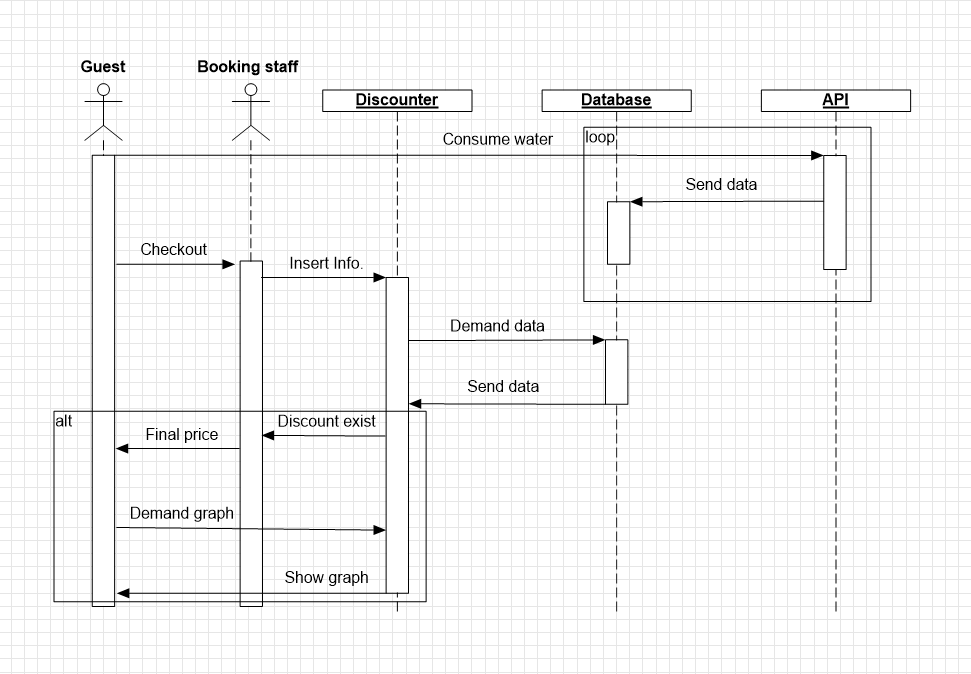 Guest
Booking staff
Discounter
Database
API
Consume water
loop
Send data
Checkout
Insert Info.
Demand data
Send data
alt
Discount exist
Final price
Demand graph
Show graph